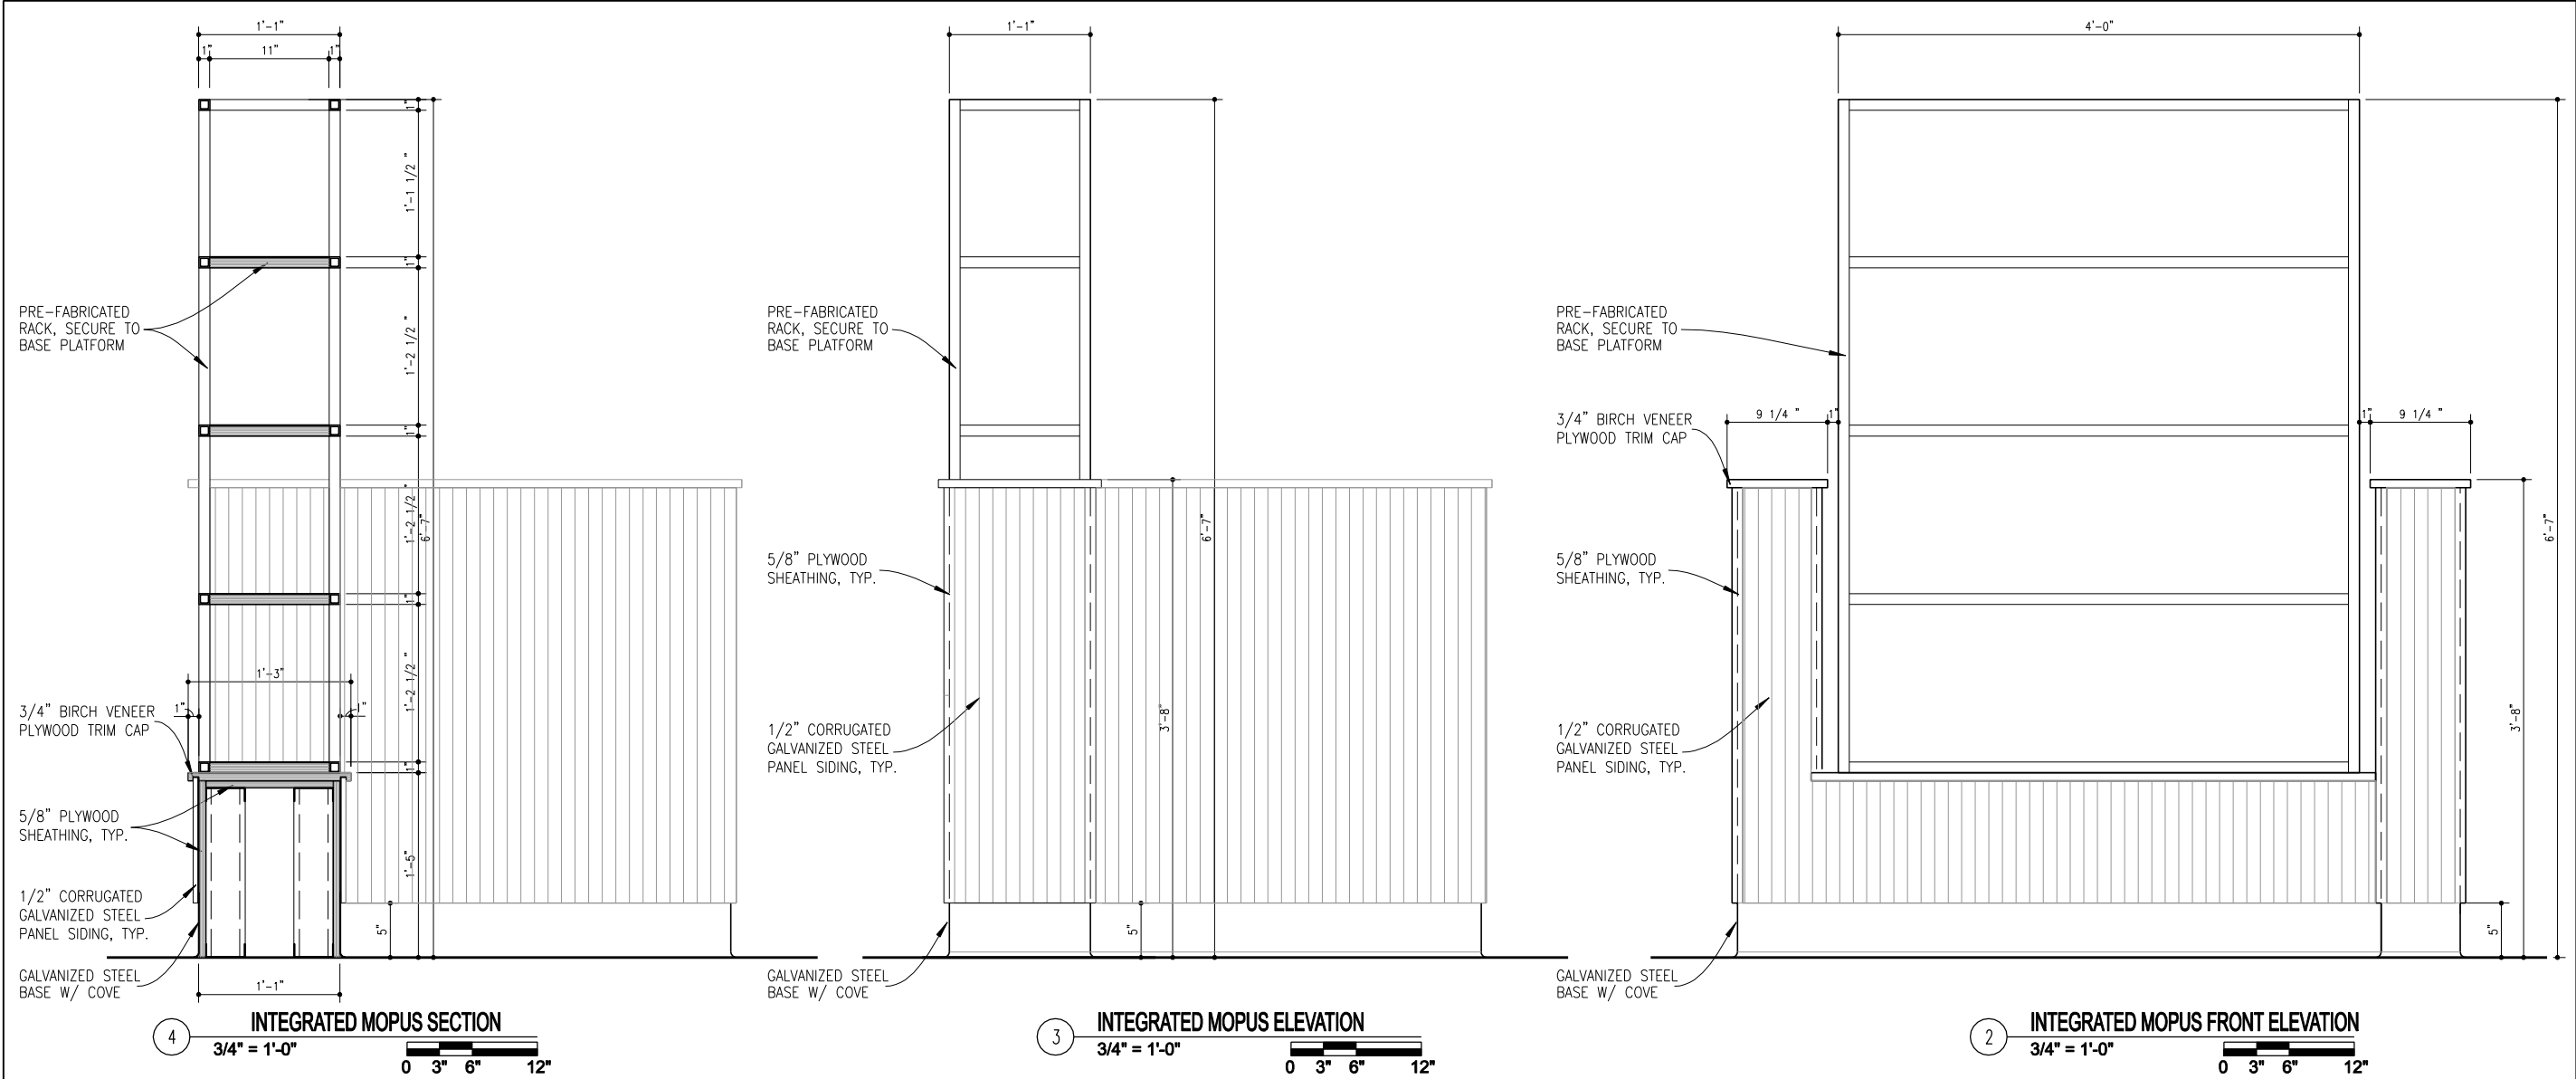 1'-1"
1" 11" 1"
1"
1'-1 1/2 "
1"
1'-2 1/2 "
1"
1'-2 1/2 "
6'-7"
1"
1'-2 1/2 "
1"
1'-5"
5"
1'-3"
1" 1"
1'-1"
PRE-FABRICATED
RACK, SECURE TO
BASE PLATFORM
3/4" BIRCH VENEER
PLYWOOD TRIM CAP
5/8" PLYWOOD
SHEATHING, TYP.
1/2" CORRUGATED
GALVANIZED STEEL
PANEL SIDING, TYP.
GALVANIZED STEEL
BASE W/ COVE
4 INTEGRATED MOPUS SECTION
3/4" = 1'-0"
0 3" 6" 12"
1'-1"
PRE-FABRICATED
RACK, SECURE TO
BASE PLATFORM
5/8" PLYWOOD
SHEATHING, TYP.
1/2" CORRUGATED
GALVANIZED STEEL
PANEL SIDING, TYP.
GALVANIZED STEEL
BASE W/ COVE
6'-7"
3'-8"
5"
3 INTEGRATED MOPUS ELEVATION
3/4" = 1'-0"
0 3" 6" 12"
4'-0"
PRE-FABRICATED
RACK, SECURE TO
BASE PLATFORM
3/4" BIRCH VENEER
PLYWOOD TRIM CAP
9 1/4 " 1"
1" 9 1/4 "
5/8" PLYWOOD
SHEATHING, TYP.
1/2" CORRUGATED
GALVANIZED STEEL
PANEL SIDING, TYP.
GALVANIZED STEEL
BASE W/ COVE
6'-7"
3'-8"
5"
2 INTEGRATED MOPUS FRONT ELEVATION
3/4" = 1'-0"
0 3" 6" 12"